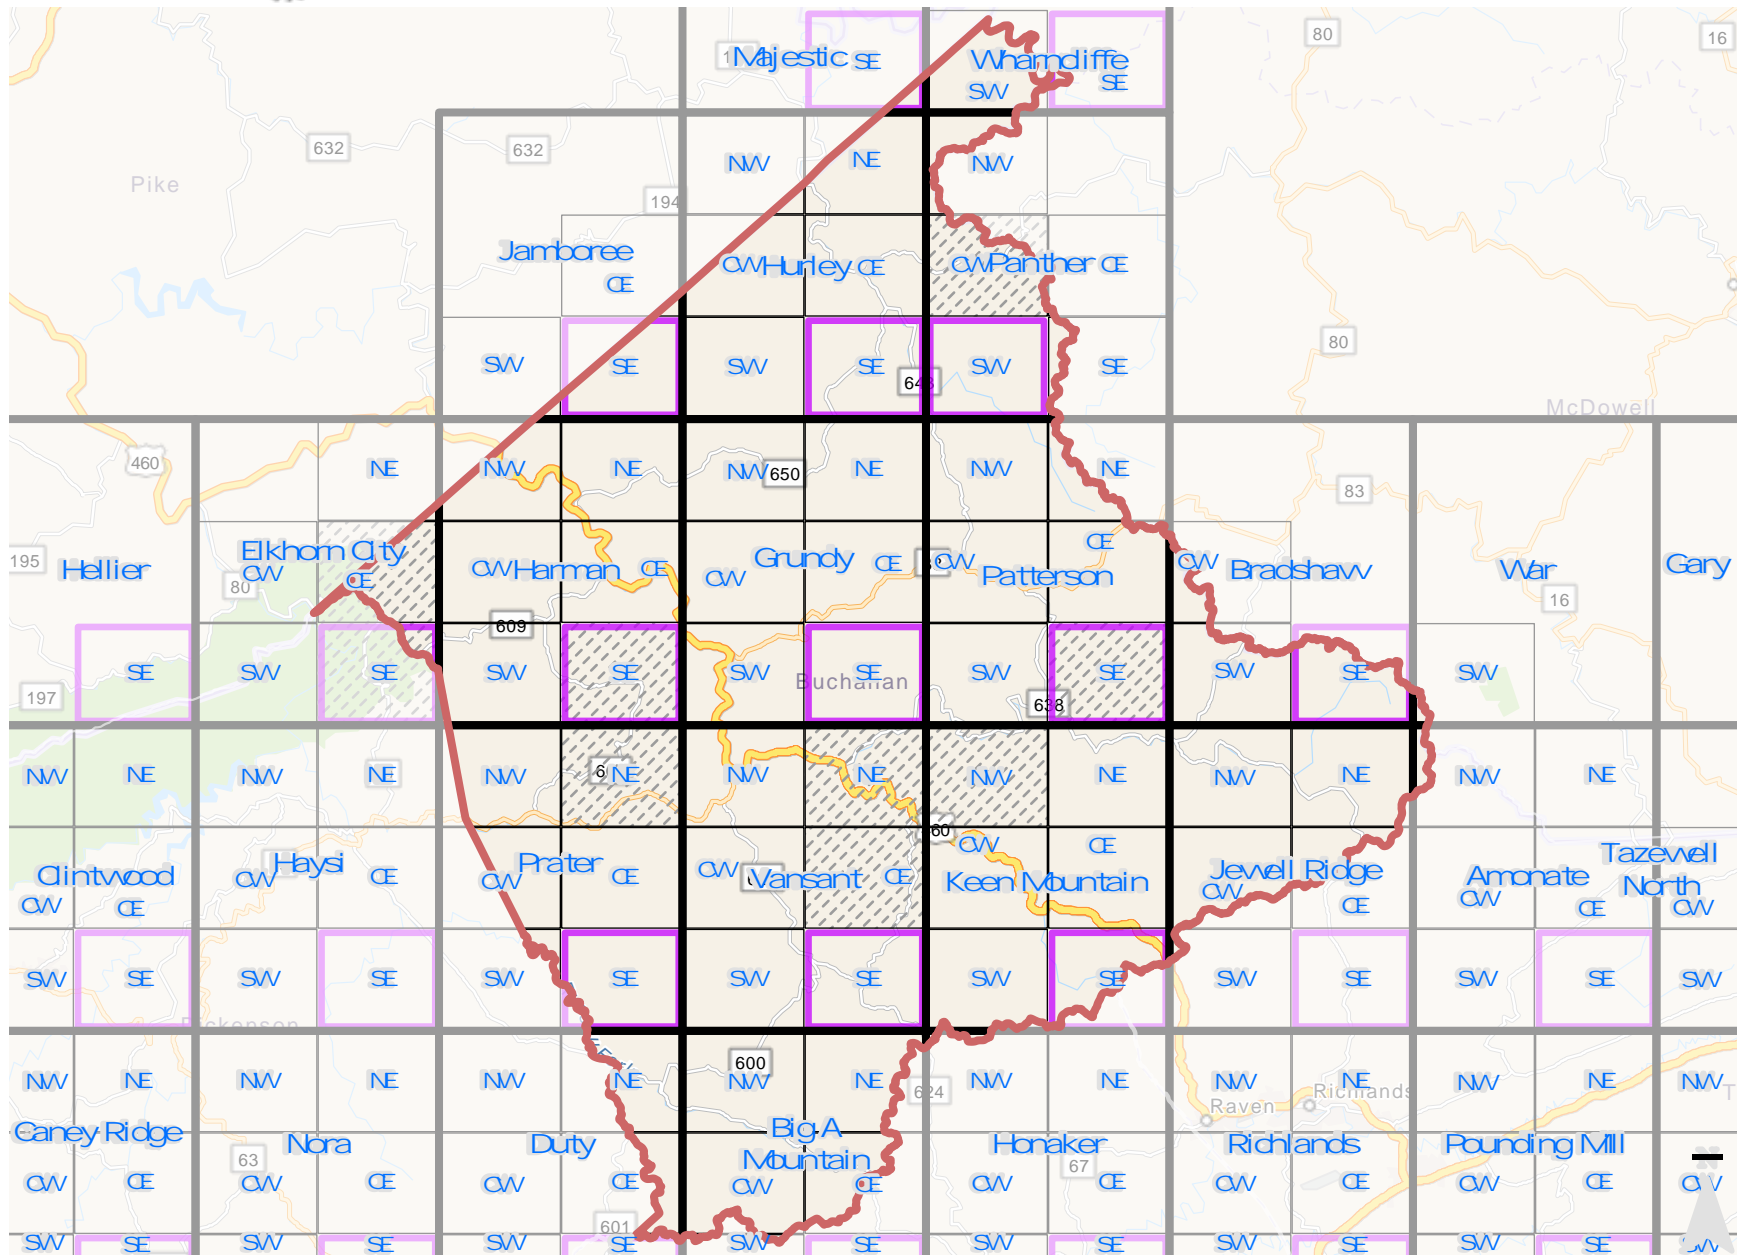 Majestic SE Wharncliffe SE 80 16
SW
632 632 NW NE NW
Pike 194
Jamboree CE CW Hurley CE CW Panther CE
SW SE SW SE SW SE 80
McDowell
460 NE NW NE NW 650 NE NW NE 83
195 Hellier Elkhorn City CW CE 80 CW Harman CE CW Grundy CE CW Patterson CE CW Bradshaw War 16 Gary
609
SE SW SE SW SE SW SE SW SE SW SE SW
197 Buchanan 638
NW NE NW NE NW NE NW NE NW NE NW NE NW NE
Clintwood CW CE CW Haysi CE CW Prater CE CW Vansant CE CW Keen Mountain CE Jewell Ridge CW CE Amonate CW CE Tazewell North CW
SW SE SW SE SW SE SW SE SW SE SW SE SW SE SW
Dickenson
600
NW NE NW NE NW NE NW NE NW NE NW NE NW NE NW
624 Raven Richlands
Caney Ridge Nora Duty Big A Mountain Honaker Richlands Pounding Mill
63 67
CW CE CW CE CW CE CW CE CW CE CW CE CW CE CW
601
SW SE SW SE SW SE SW SE SW SE SW SE SW SE SW